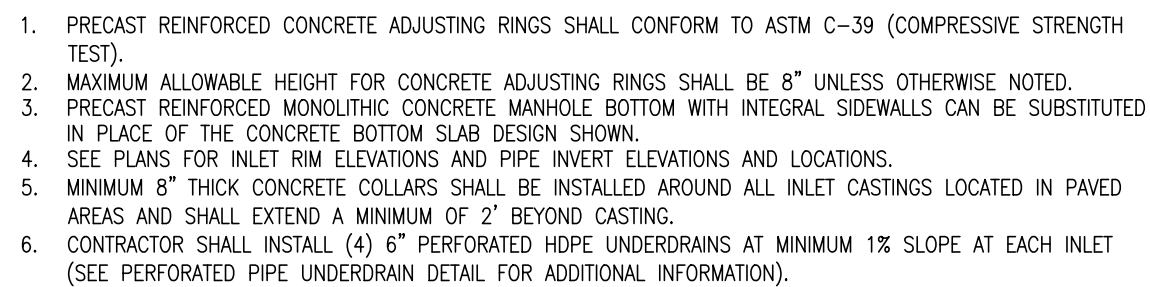 1. PRECAST REINFORCED CONCRETE ADJUSTING RINGS SHALL CONFORM TO ASTM C-39 (COMPRESSIVE STRENGTH
TEST).
2. MAXIMUM ALLOWABLE HEIGHT FOR CONCRETE ADJUSTING RINGS SHALL BE 8" UNLESS OTHERWISE NOTED.
3. PRECAST REINFORCED MONOLITHIC CONCRETE MANHOLE BOTTOM WITH INTEGRAL SIDEWALLS CAN BE SUBSTITUTED
IN PLACE OF THE CONCRETE BOTTOM SLAB DESIGN SHOWN.
4. SEE PLANS FOR INLET RIM ELEVATIONS AND PIPE INVERT ELEVATIONS AND LOCATIONS.
5. MINIMUM 8" THICK CONCRETE COLLARS SHALL BE INSTALLED AROUND ALL INLET CASTINGS LOCATED IN PAVED
AREAS AND SHALL EXTEND A MINIMUM OF 2' BEYOND CASTING.
6. CONTRACTOR SHALL INSTALL (4) 6" PERFORATED HDPE UNDERDRAINS AT MINIMUM 1% SLOPE AT EACH INLET
(SEE PERFORATED PIPE UNDERDRAIN DETAIL FOR ADDITIONAL INFORMATION).